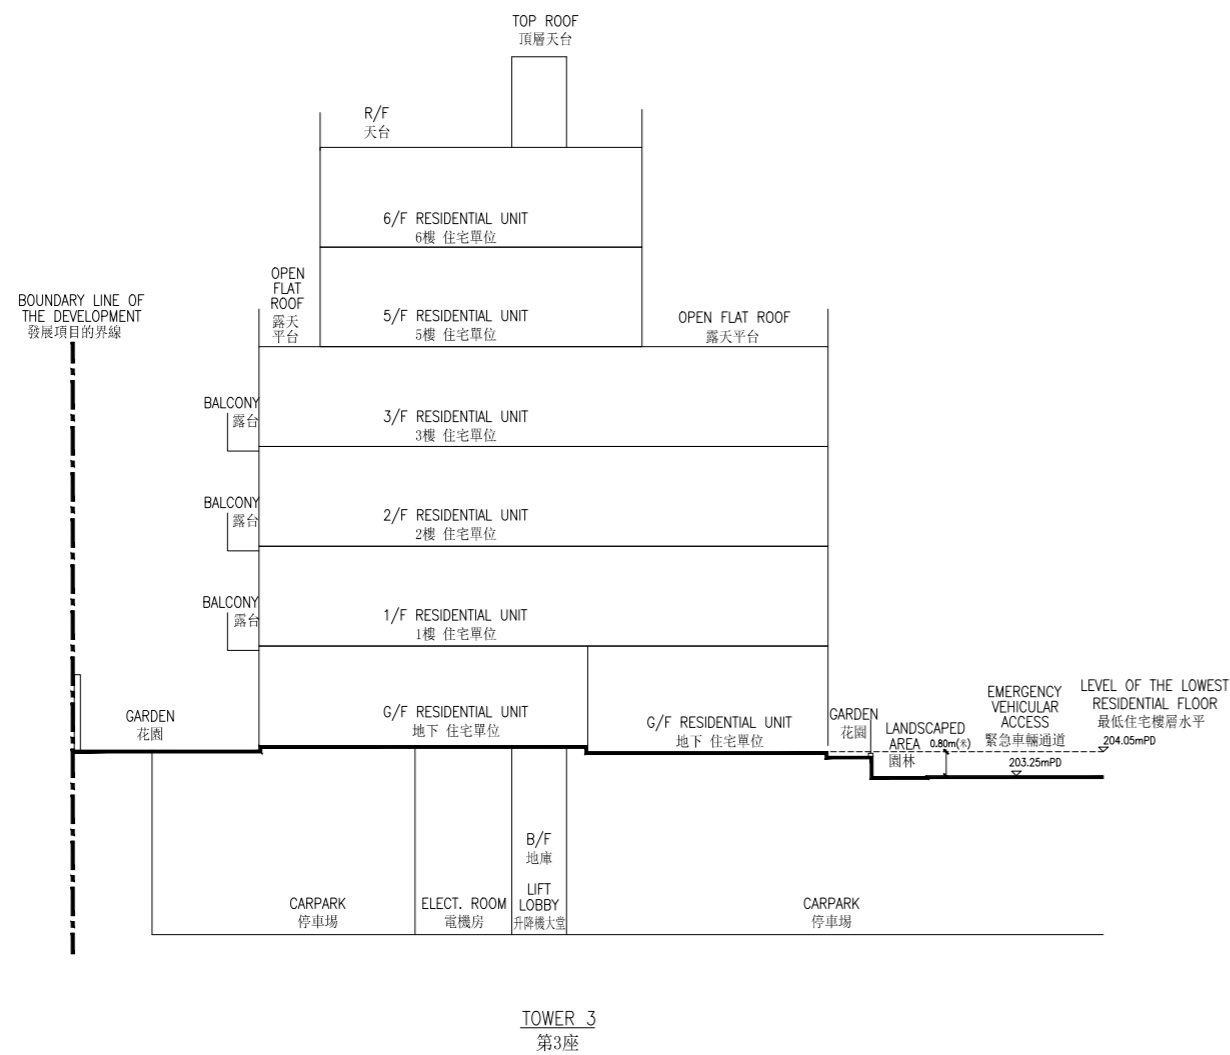 TOP ROOF
頂層天台
R/F
天台
6/F RESIDENTIAL UNIT
6樓 住宅單位
OPEN
FLAT
ROOF
露天
平台
5/F RESIDENTIAL UNIT
5樓 住宅單位
OPEN FLAT ROOF
露天平台
BOUNDARY LINE OF
THE DEVELOPMENT
發展項目的界線
BALCONY
露台
3/F RESIDENTIAL UNIT
3樓 住宅單位
BALCONY
露台
2/F RESIDENTIAL UNIT
2樓 住宅單位
BALCONY
露台
1/F RESIDENTIAL UNIT
1樓 住宅單位
GARDEN
花園
G/F RESIDENTIAL UNIT
地下 住宅單位
G/F RESIDENTIAL UNIT
地下 住宅單位
GARDEN
花園
LANDSCAPED
AREA
園林
0.80m(米)
EMERGENCY
VEHICULAR
ACCESS
緊急車輛通道
203.25mPD
LEVEL OF THE LOWEST
RESIDENTIAL FLOOR
最低住宅樓層水平
204.05mPD
CARPARK
停車場
ELECT. ROOM
電機房
B/F
地庫
LIFT
LOBBY
升降機大堂
CARPARK
停車場
TOWER 3
第3座